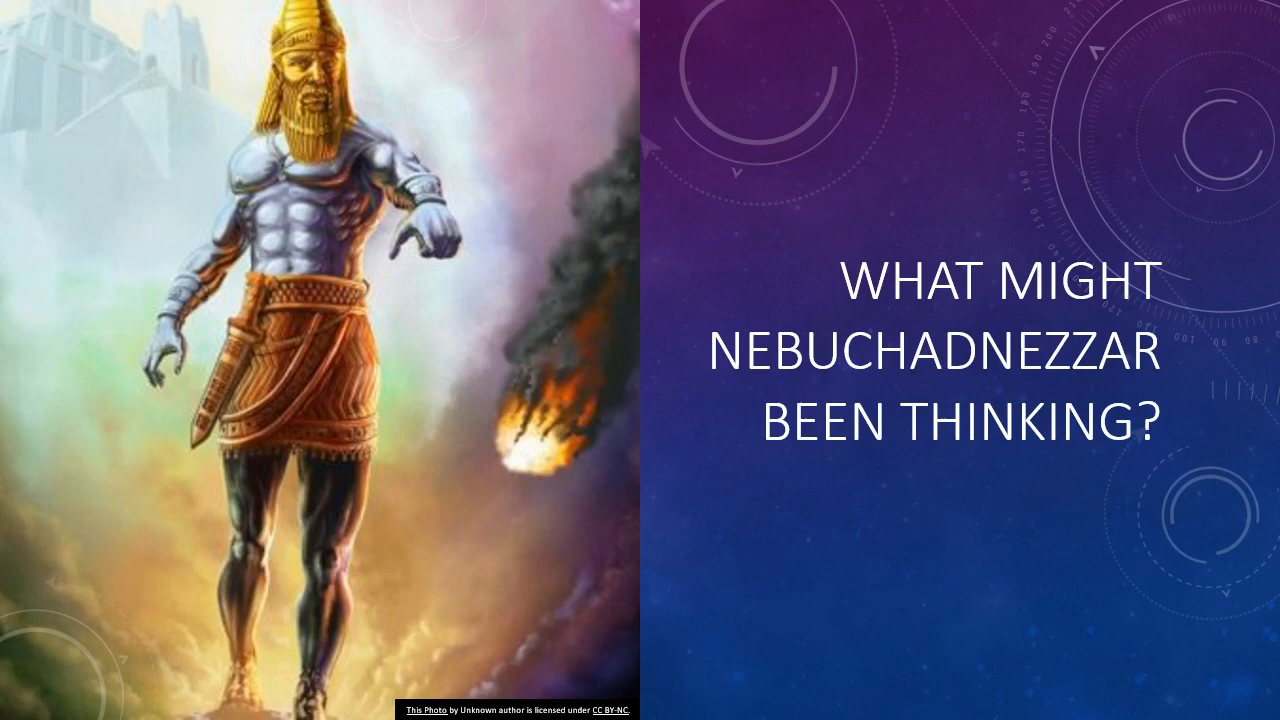 WHAT MIGHT
NEBUCHADNEZZAR
BEEN THINKING?
This Photo by Unknown author is licensed under CC BY-NC.